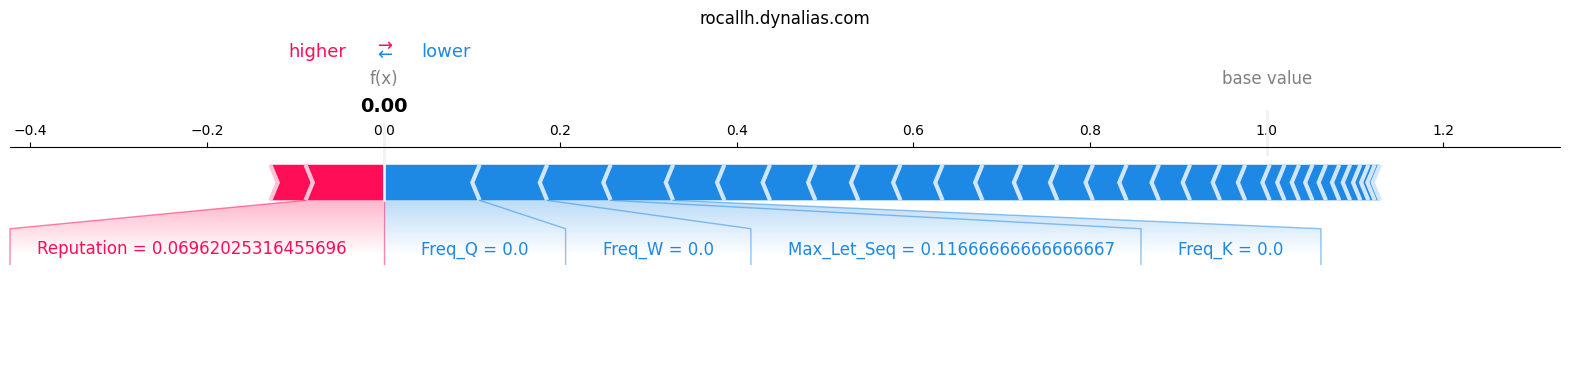 rocallh.dynalias.com
higher ⇄ lower
f(x) base value
0.00
−0.4 −0.2 0.0 0.2 0.4 0.6 0.8 1.0 1.2
Reputation = 0.06962025316455696 Freq_Q = 0.0 Freq_W = 0.0 Max_Let_Seq = 0.11666666666666667 Freq_K = 0.0